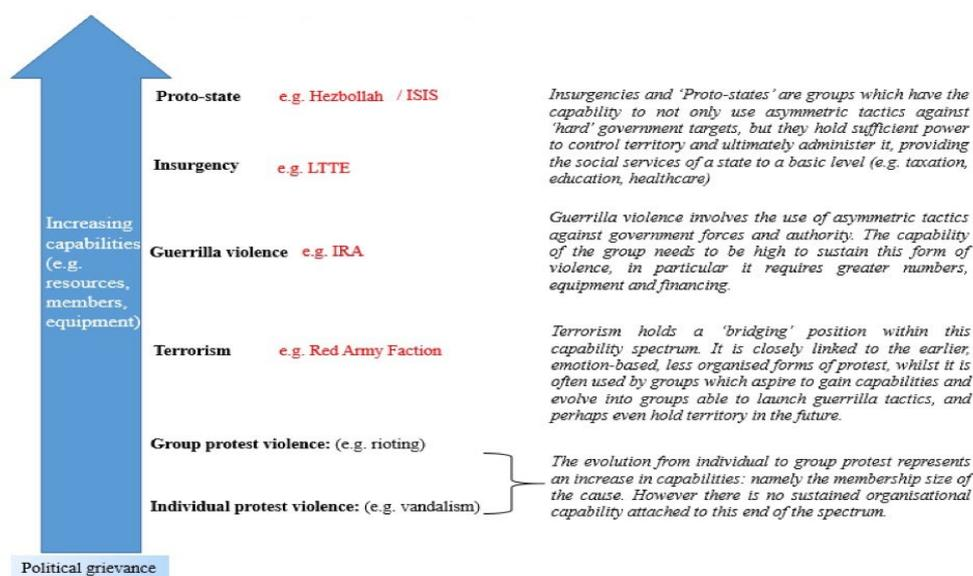 Proto-state e.g. Hezbollah / ISIS
Insurgencies and ‘Proto-states’ are groups which have the
capability to not only use asymmetric tactics against
‘hard’ government targets, but they hold sufficient power
to control territory and ultimately administer it, providing
the social services of a state to a basic level (e.g. taxation,
education, healthcare)
Insurgency e.g. LTTE
Increasing
capabilities
(e.g.
resources,
members,
equipment)
Guerrilla violence e.g. IRA
Guerrilla violence involves the use of asymmetric tactics
against government forces and authority. The capability
of the group needs to be high to sustain this form of
violence, in particular it requires greater numbers,
equipment and financing.
Terrorism e.g. Red Army Faction
Terrorism holds a ‘bridging’ position within this
capability spectrum. It is closely linked to the earlier,
emotion-based, less organised forms of protest, whilst it is
often used by groups which aspire to gain capabilities and
evolve into groups able to launch guerrilla tactics, and
perhaps even hold territory in the future.
Group protest violence: (e.g. rioting)
Individual protest violence: (e.g. vandalism)
The evolution from individual to group protest represents
an increase in capabilities: namely the membership size of
the cause. However there is no sustained organisational
capability attached to this end of the spectrum.
Political grievance